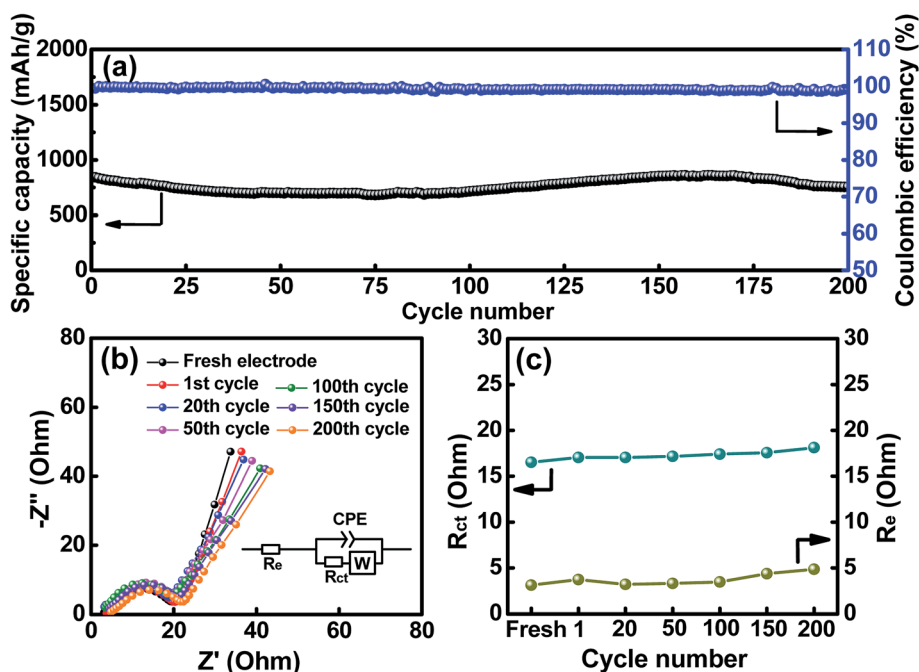 (a)
Specific capacity (mAh/g)
2000
1500
1000
500
0
110
100
90
80
70
60
50
Coulombic efficiency (%)
0 25 50 75 100 125 150 175 200
Cycle number
(b)
-Z'' (Ohm)
80
60
40
20
0
Fresh electrode
1st cycle
20th cycle
50th cycle
100th cycle
150th cycle
200th cycle
CPE
Re
Rct
W
0 20 40 60 80
Z' (Ohm)
(c)
Rct (Ohm)
30
25
20
15
10
5
0
30
25
20
15
10
5
0
Re (Ohm)
Fresh 1 20 50 100 150 200
Cycle number